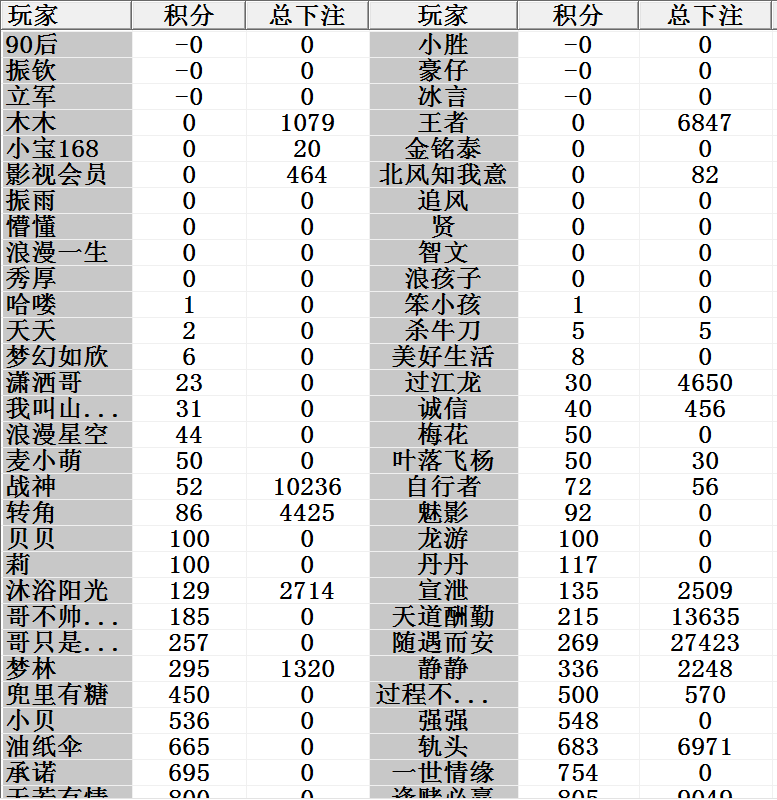 玩家 积分 总下注 玩家 积分 总下注
90后 -0 0 小胜 -0 0
振钦 -0 0 豪仔 -0 0
立军 -0 0 冰言 -0 0
木木 0 1079 王者 0 6847
小宝168 0 20 金铭泰 0 0
影视会员 0 464 北风知我意 0 82
振雨 0 0 追风 0 0
懵懂 0 0 贤 0 0
浪漫一生 0 0 智文 0 0
秀厚 0 0 浪孩子 0 0
哈喽 1 0 笨小孩 1 0
天天 2 0 杀牛刀 5 5
梦幻如欣 6 0 美好生活 8 0
潇洒哥 23 0 过江龙 30 4650
我叫山... 31 0 诚信 40 456
浪漫星空 44 0 梅花 50 0
麦小萌 50 0 叶落飞杨 50 30
战神 52 10236 自行者 72 56
转角 86 4425 魅影 92 0
贝贝 100 0 龙游 100 0
莉 100 0 丹丹 117 0
沐浴阳光 129 2714 宣泄 135 2509
哥不帅... 185 0 天道酬勤 215 13635
哥只是... 257 0 随遇而安 269 27423
梦林 295 1320 静静 336 2248
兜里有糖 450 0 过程不... 500 570
小贝 536 0 强强 548 0
油纸伞 665 0 轨头 683 6971
承诺 695 0 一世情缘 754 0
天若有情 800 0 逢赌必赢 805 9049